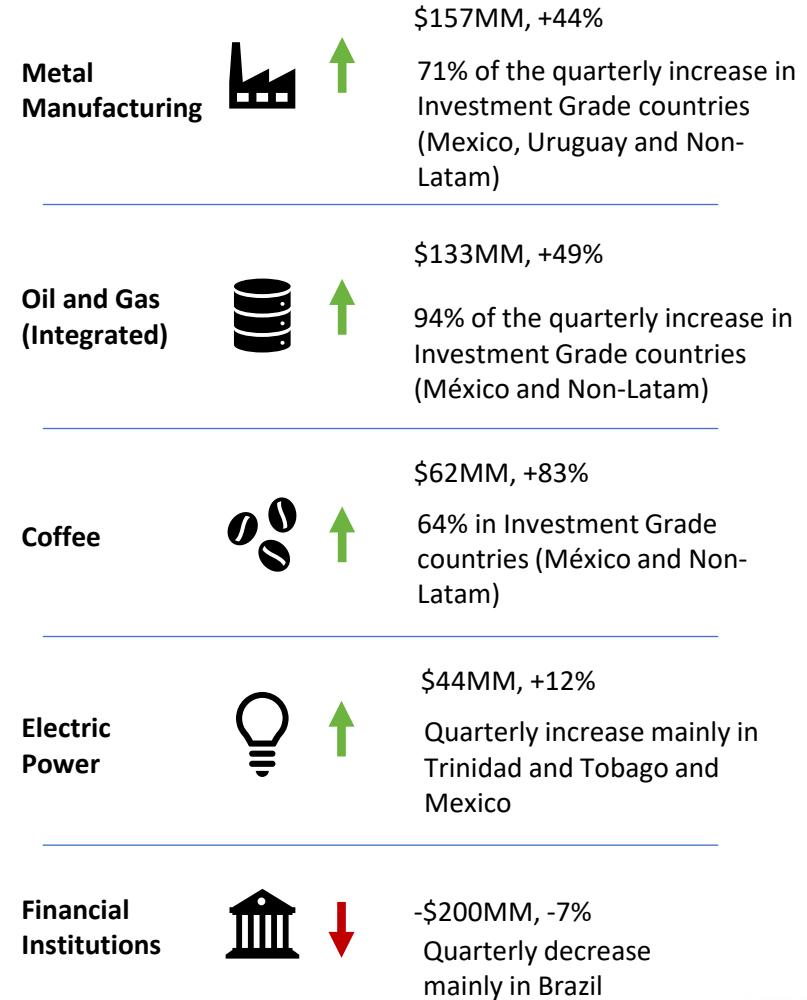 $157MM, +44%
Metal
Manufacturing
71% of the quarterly increase in
Investment Grade countries
(Mexico, Uruguay and Non-
Latam)
$133MM, +49%
Oil and Gas
(Integrated)
94% of the quarterly increase in
Investment Grade countries
(México and Non-Latam)
$62MM, +83%
Coffee
64% in Investment Grade
countries (México and Non-
Latam)
$44MM, +12%
Electric
Power
Quarterly increase mainly in
Trinidad and Tobago and
Mexico
Financial
Institutions
-$200MM, -7%
Quarterly decrease
mainly in Brazil